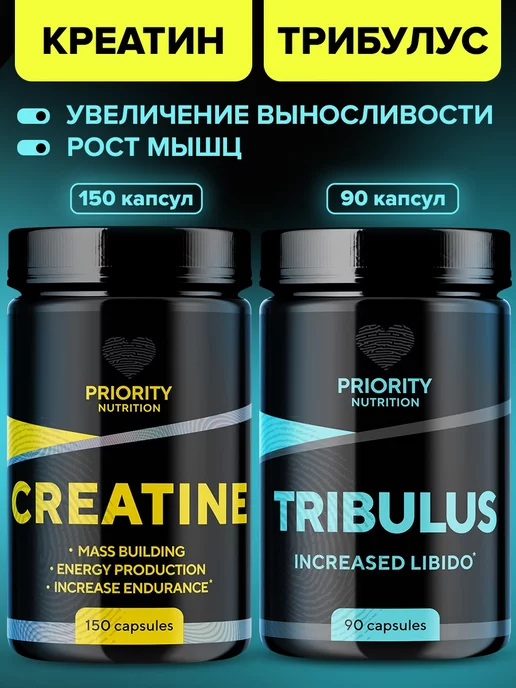 КРЕАТИН
ТРИБУЛУС
УВЕЛИЧЕНИЕ ВЫНОСЛИВОСТИ
РОСТ МЫШЦ
150 капсул
90 капсул
PRIORITY
NUTRITION
CREATINE
• MASS BUILDING
• ENERGY PRODUCTION
• INCREASE ENDURANCE*
150 capsules
PRIORITY
NUTRITION
TRIBULUS
INCREASED LIBIDO*
90 capsules